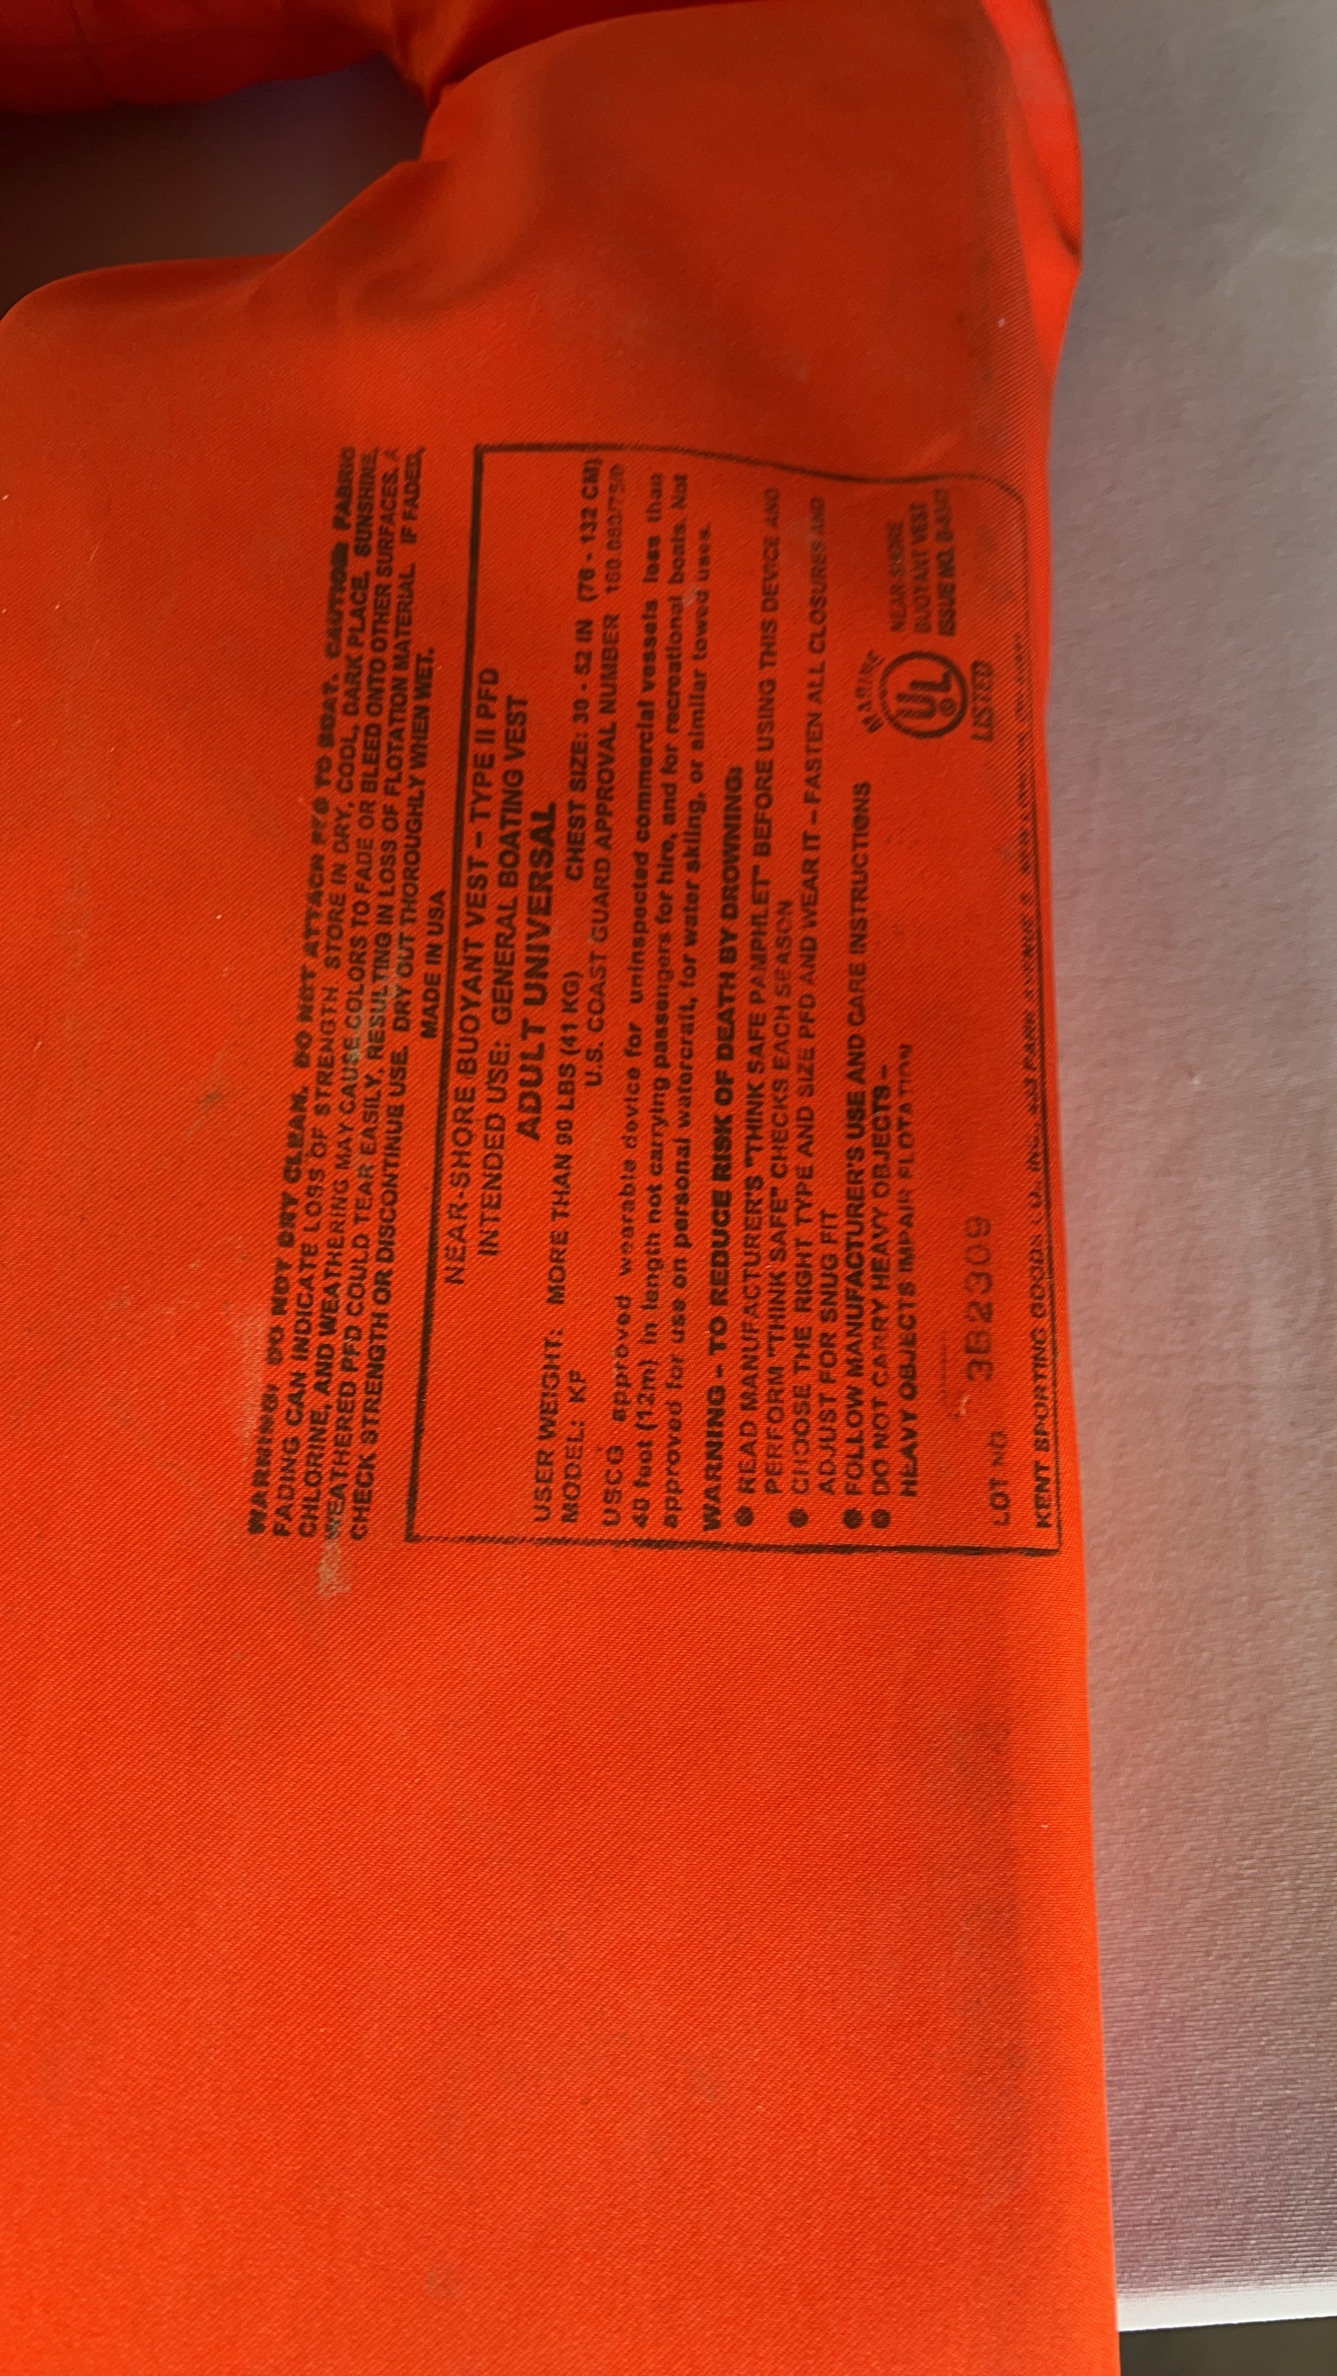 WARNING: DO NOT DRY CLEAN. DO NOT ATTACH PFD TO BOAT. CAUTION: FABRIC
FADING CAN INDICATE LOSS OF STRENGTH. STORE IN DRY, COOL, DARK PLACE. SUNSHINE,
CHLORINE, AND WEATHERING MAY CAUSE COLORS TO FADE OR BLEED ONTO OTHER SURFACES. A
WEATHERED PFD COULD TEAR EASILY, RESULTING IN LOSS OF FLOTATION MATERIAL. IF FADED,
CHECK STRENGTH OR DISCONTINUE USE. DRY OUT THOROUGHLY WHEN WET.
MADE IN USA
NEAR-SHORE BUOYANT VEST - TYPE II PFD
INTENDED USE: GENERAL BOATING VEST
ADULT UNIVERSAL
USER WEIGHT: MORE THAN 90 LBS (41 KG) CHEST SIZE: 30 - 52 IN (76 - 132 CM)
MODEL: KF U.S. COAST GUARD APPROVAL NUMBER
USCG approved wearable device for uninspected commercial vessels less than
40 feet (12m) in length not carrying passengers for hire, and for recreational boats. Not
approved for use on personal watercraft, for water skiing, or similar towed uses.
WARNING - TO REDUCE RISK OF DEATH BY DROWNING:
● READ MANUFACTURER'S "THINK SAFE PAMPHLET" BEFORE USING THIS DEVICE AND
PERFORM "THINK SAFE" CHECKS EACH SEASON
● CHOOSE THE RIGHT TYPE AND SIZE PFD AND WEAR IT - FASTEN ALL CLOSURES AND
ADJUST FOR SNUG FIT
● FOLLOW MANUFACTURER'S USE AND CARE INSTRUCTIONS
● DO NOT CARRY HEAVY OBJECTS -
HEAVY OBJECTS IMPAIR FLOTATION
MARINE
UL
LISTED
NEAR-SHORE
BUOYANT VEST
ISSUE NO.
LOT NO. 3B2309
KENT SPORTING GOODS CO. INC.